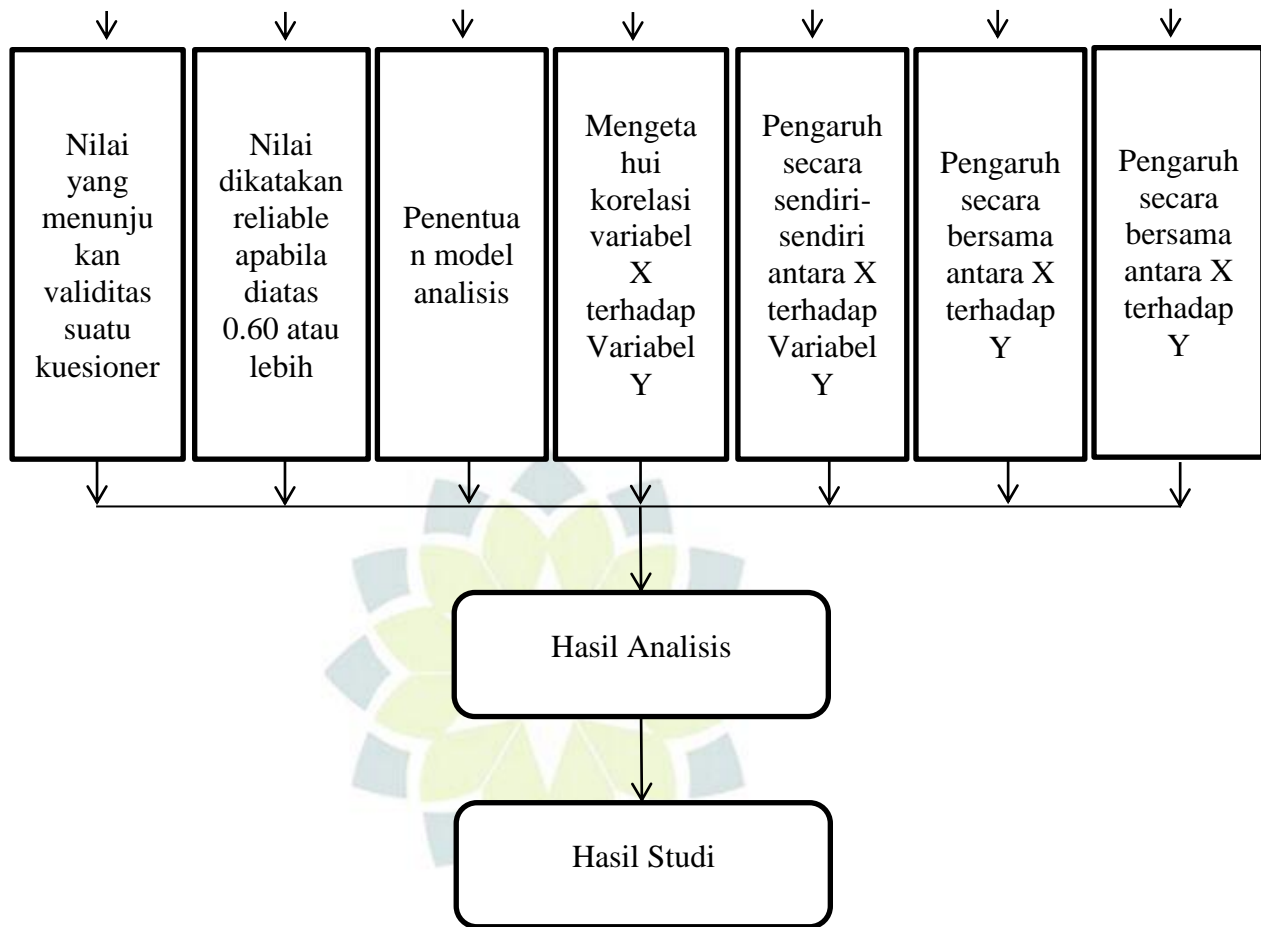 Nilai
yang
menunju
kan
validitas
suatu
kuesioner
Nilai
dikatakan
reliable
apabila
diatas
0.60 atau
lebih
Penentua
n model
analisis
Mengeta
hui
korelasi
variabel
X
terhadap
Variabel
Y
Pengaruh
secara
sendiri-
sendiri
antara X
terhadap
Variabel
Y
Pengaruh
secara
bersama
antara X
terhadap
Y
Pengaruh
secara
bersama
antara X
terhadap
Y
Hasil Analisis
Hasil Studi